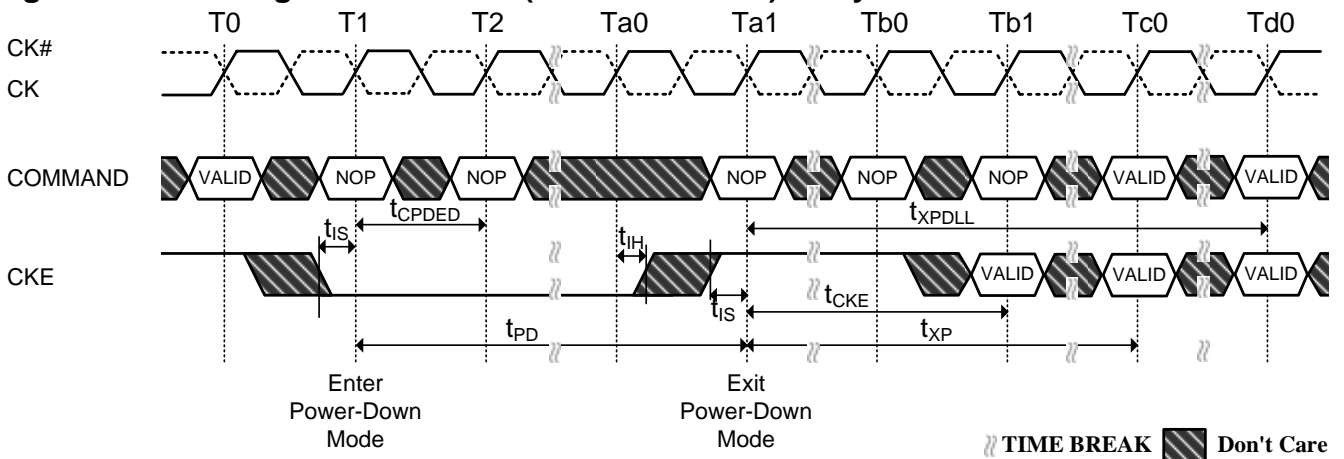 T0 T1 T2 Ta0 Ta1 Tb0 Tb1 Tc0 Td0
CK#
CK
COMMAND VALID NOP NOP NOP NOP NOP VALID VALID
tCPDED tXPDLL
tIS tIH
CKE VALID VALID VALID
tIS tCKE
tPD tXP
Enter
Power-Down
Mode
Exit
Power-Down
Mode
TIME BREAK Don't Care